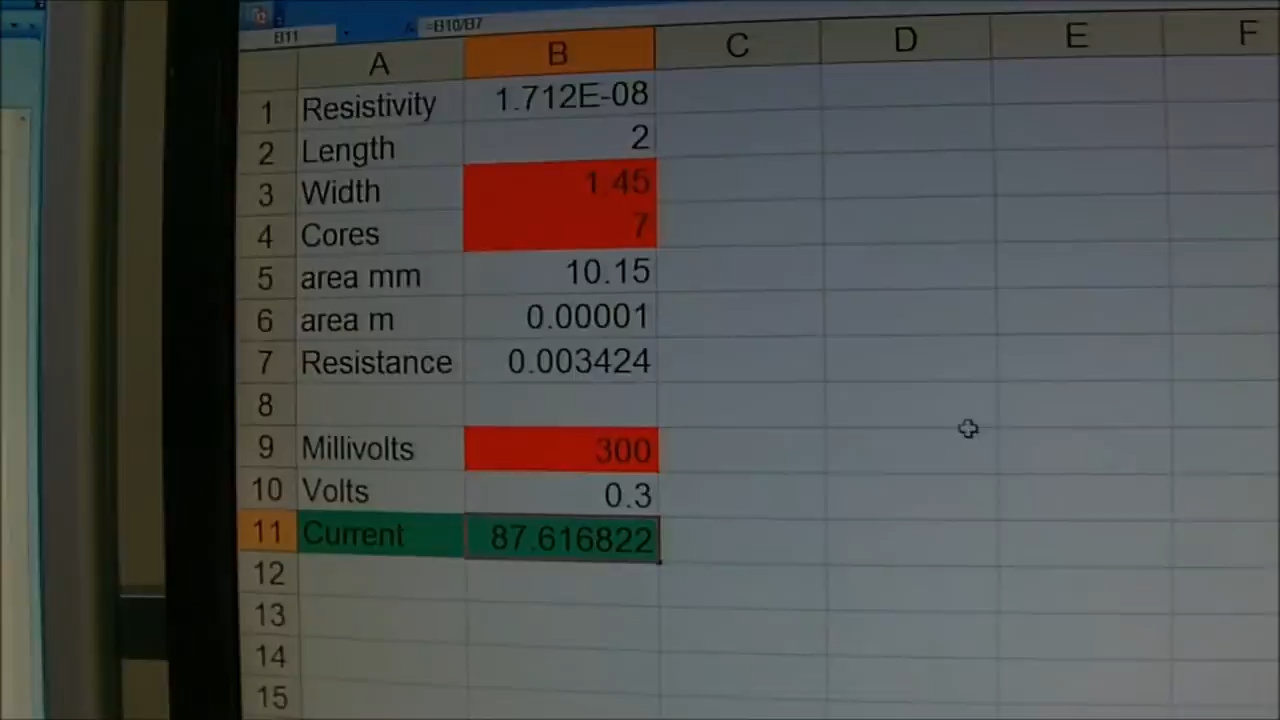 B11 =B10/B7
A B C D E F
1 Resistivity 1.712E-08
2 Length 2
3 Width 1.45
4 Cores 7
5 area mm 10.15
6 area m 0.00001
7 Resistance 0.003424
8
9 Millivolts 300
10 Volts 0.3
11 Current 87.616822
12
13
14
15